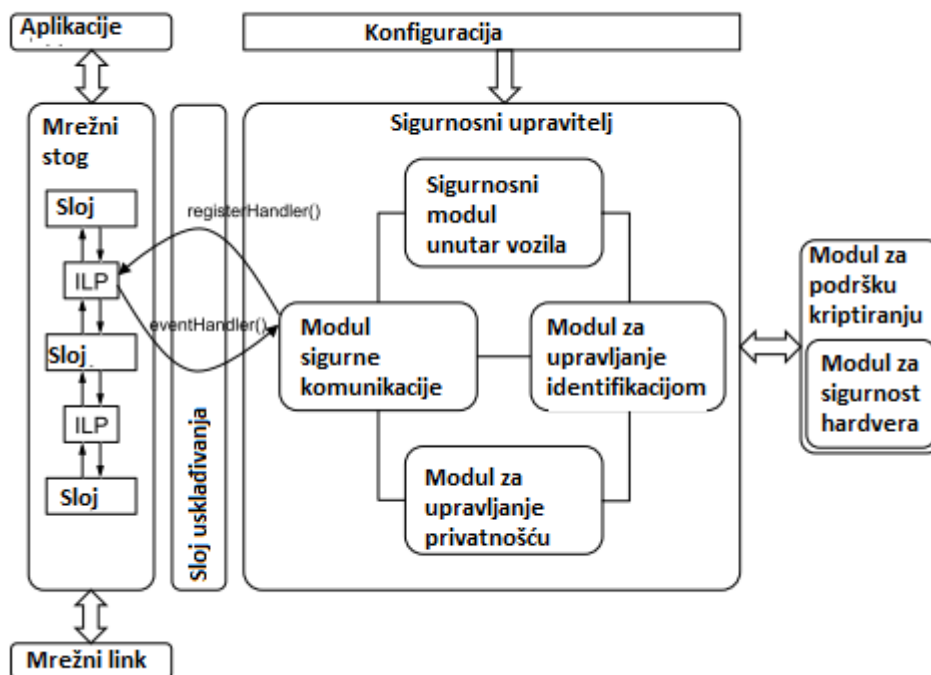 Aplikacije
Konfiguracija
Mrežni
stog
Sloj
ILP
Sloj
ILP
Sloj
Mrežni link
Sloj usklađivanja
registerHandler()
eventHandler()
Sigurnosni upravitelj
Sigurnosni
modul
unutar vozila
Modul
sigurne
komunikacije
Modul za
upravljanje
identifikacijom
Modul za
upravljanje
privatnošću
Modul za
podršku
kriptiranju
Modul za
sigurnost
hardvera